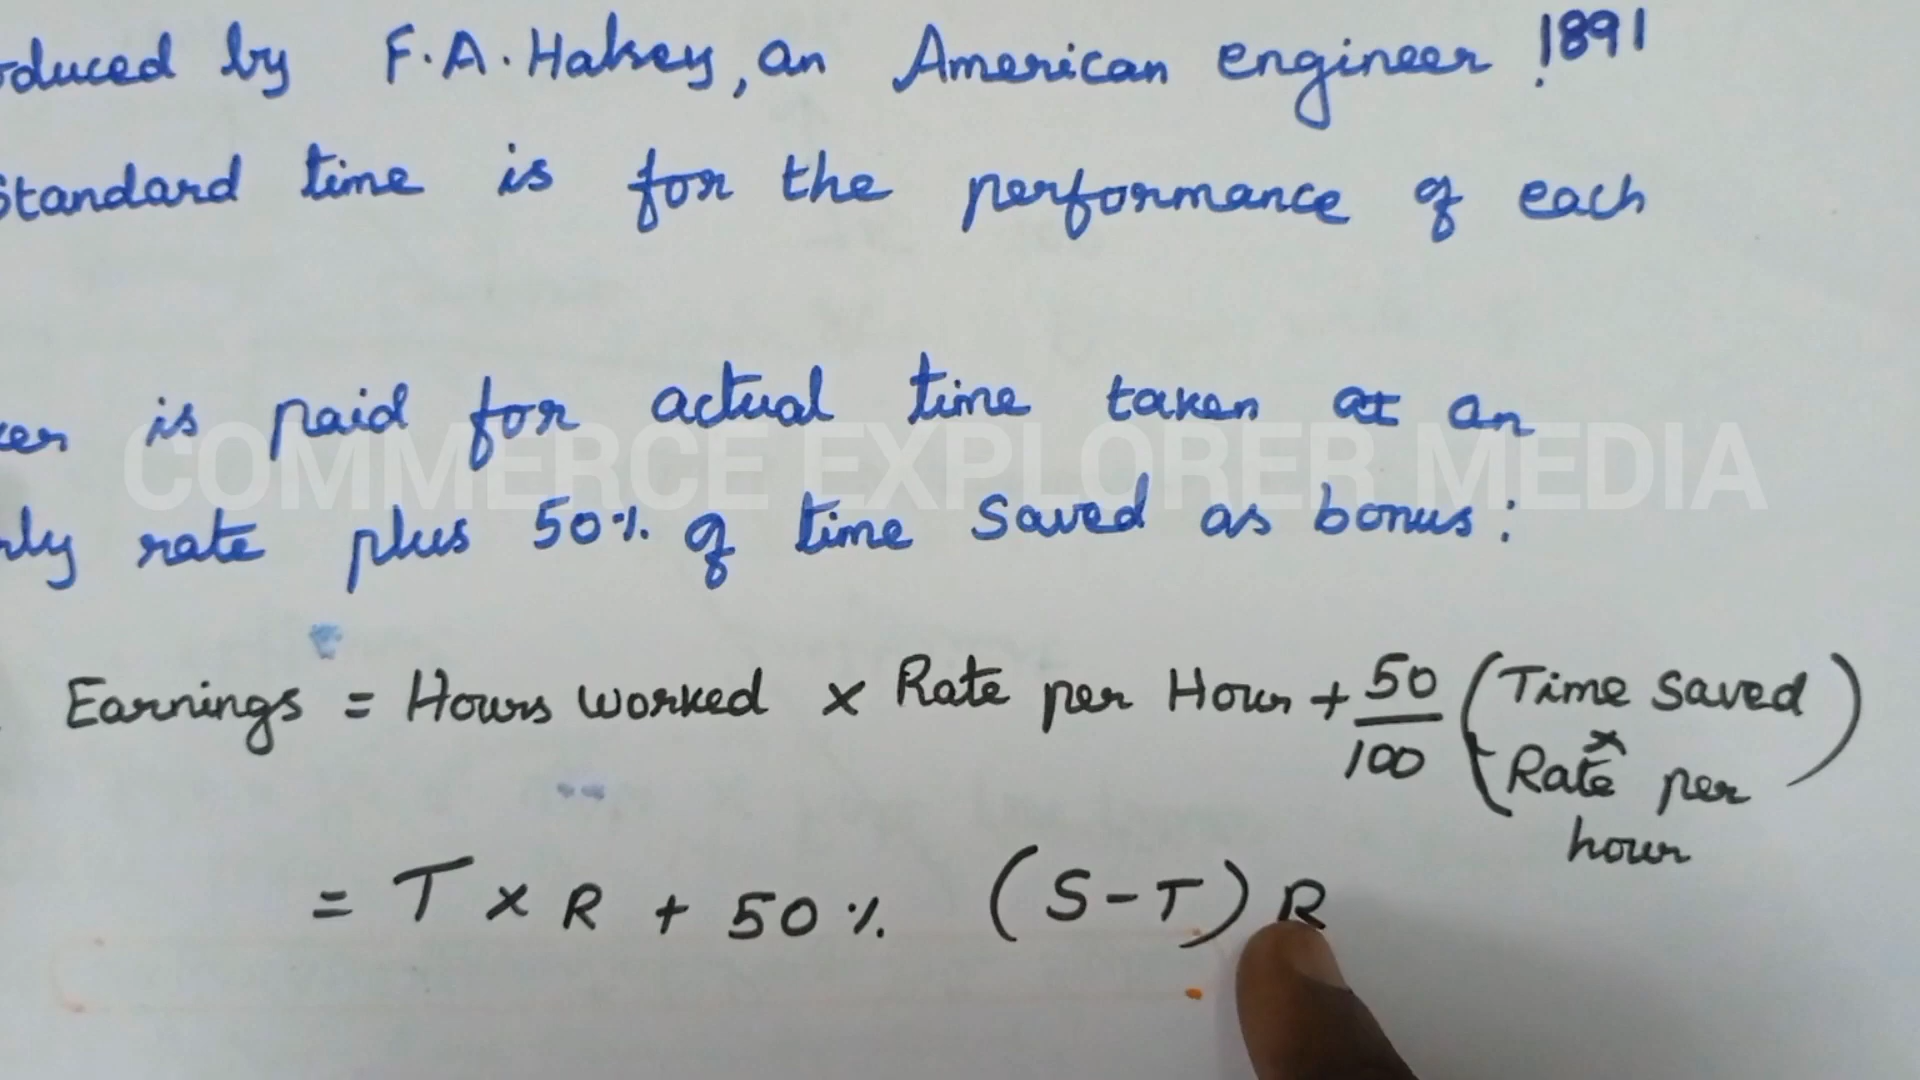 oduced by F.A. Halsey, an American engineer 1891
Standard time is for the performance of each
is paid for actual time taken at an
rate plus 50% of time saved as bonus:
COMMERCE EXPLORER MEDIA
Earnings = Hours worked x Rate per Hour + 50/100 (Time saved x Rate per hour)
= T x R + 50% (S-T) R